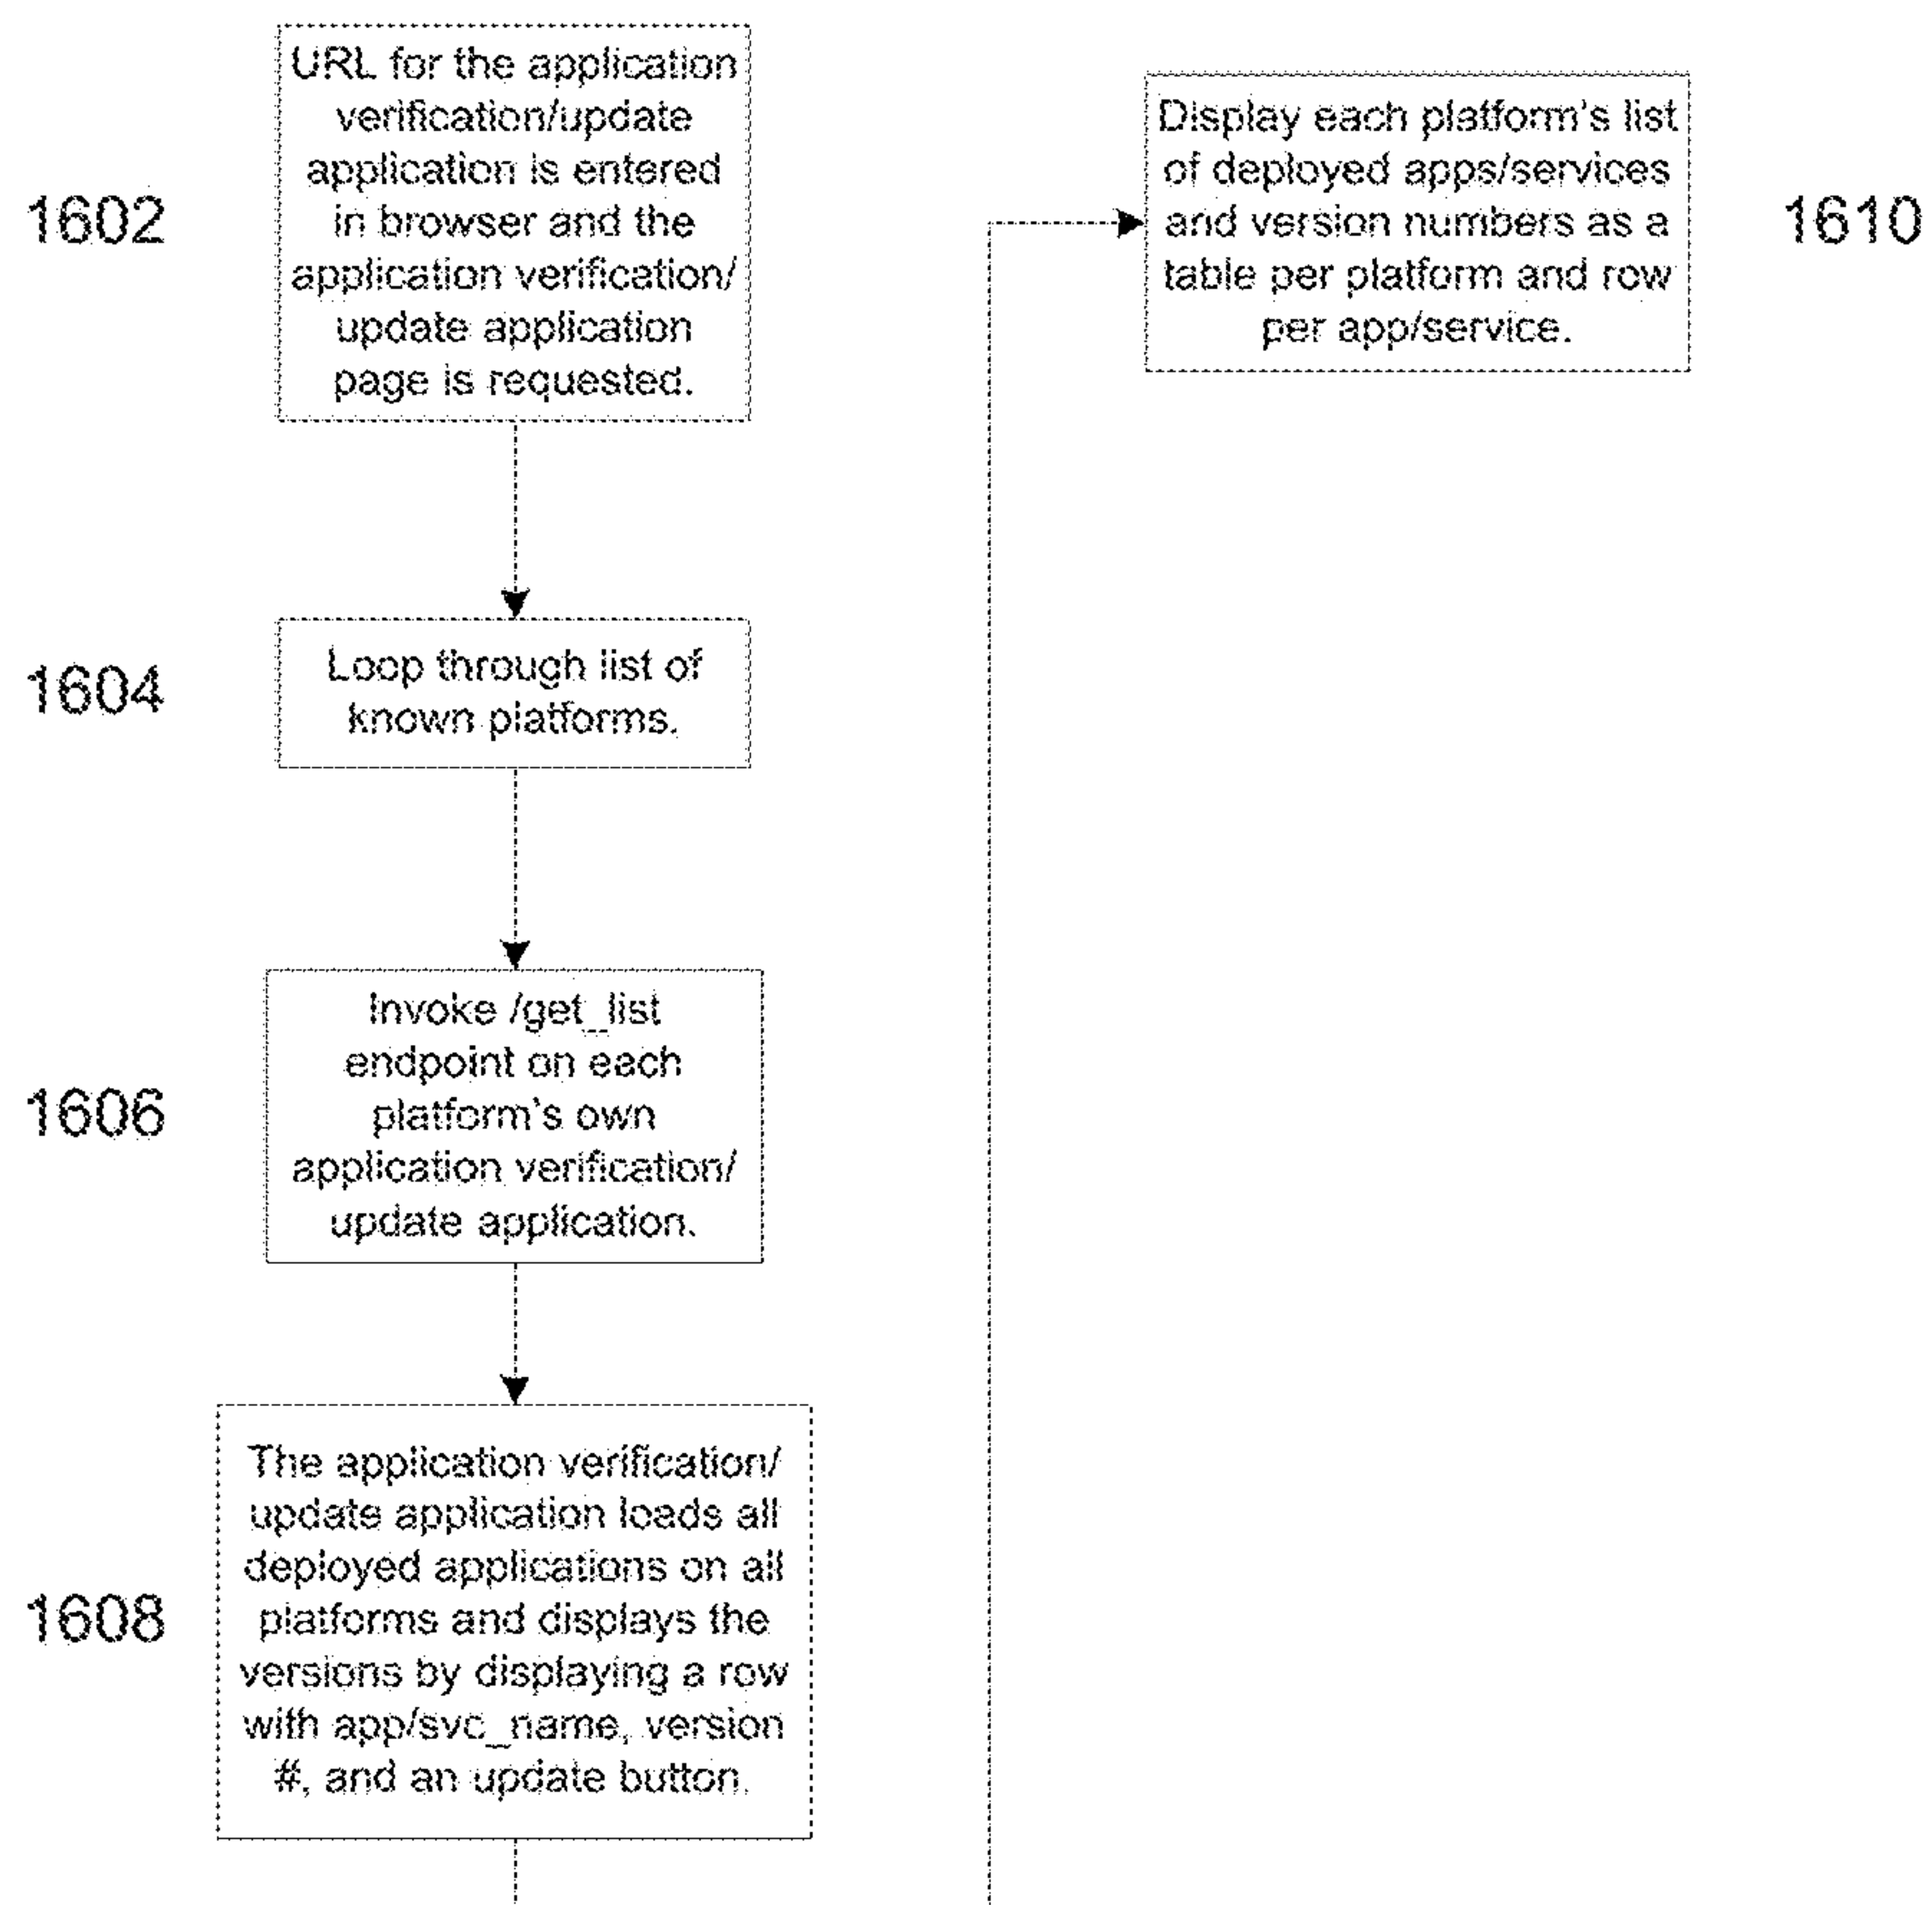 1602
URL for the application
verification/update
application is entered
in browser and the
application verification/
update application
page is requested.
1604
Loop through list of
known platforms.
1606
Invoke /get_list
endpoint on each
platform's own
application verification/
update application.
1608
The application verification/
update application loads all
deployed applications on all
platforms and displays the
versions by displaying a row
with app/svc_name, version
#, and an update button.
Display each platform's list
of deployed apps/services
and version numbers as a
table per platform and row
per app/service.
1610